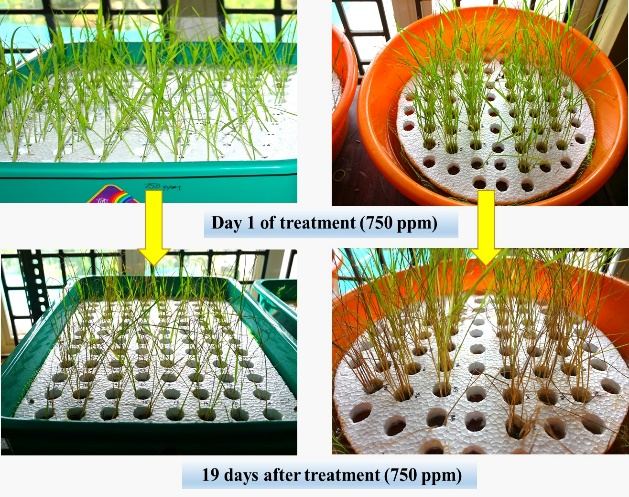 Day 1 of treatment (750 ppm)
19 days after treatment (750 ppm)